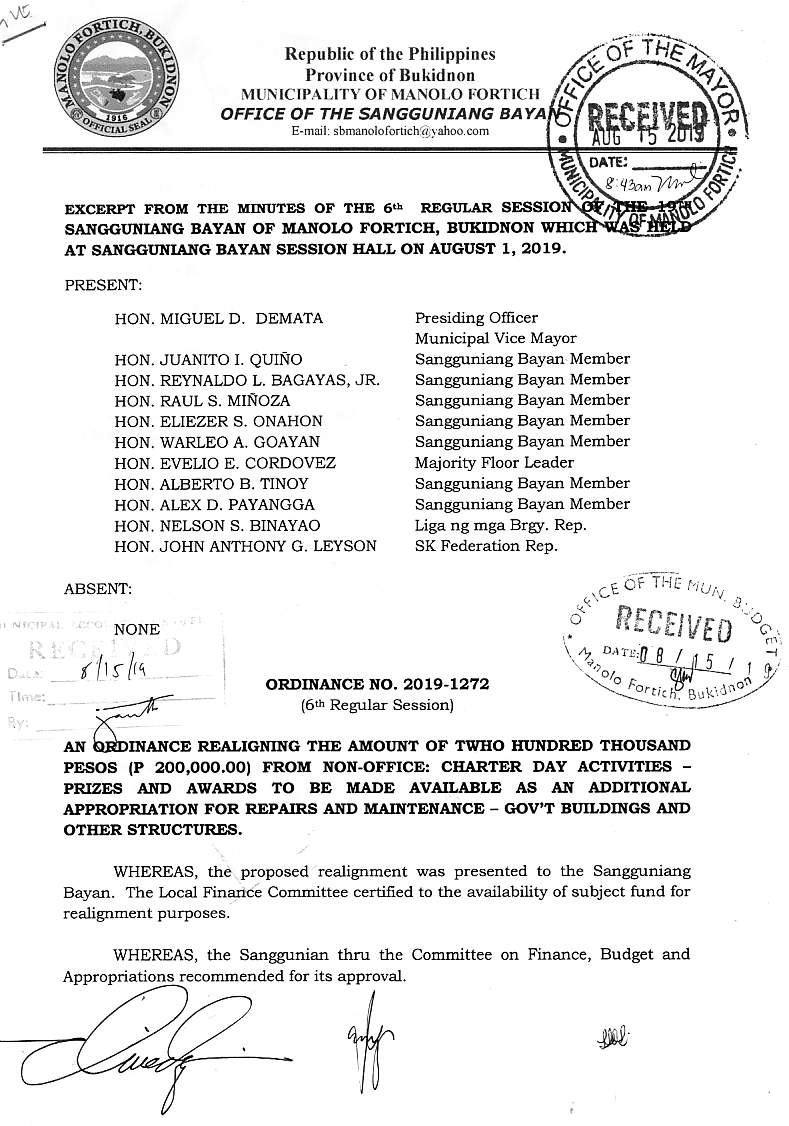 MANOLO FORTICH, BUKIDNON
1916
OFFICIAL SEAL
Republic of the Philippines
Province of Bukidnon
MUNICIPALITY OF MANOLO FORTICH
OFFICE OF THE SANGGUNIANG BAYAN
E-mail: sbmanolofortich@yahoo.com
OFFICE OF THE MAYOR
RECEIVED
AUG 15 2019
DATE:
8:43am
MUNICIPALITY OF MANOLO FORTICH
EXCERPT FROM THE MINUTES OF THE 6th REGULAR SESSION OF THE 19TH
SANGGUNIANG BAYAN OF MANOLO FORTICH, BUKIDNON WHICH WAS HELD
AT SANGGUNIANG BAYAN SESSION HALL ON AUGUST 1, 2019.
PRESENT:
HON. MIGUEL D. DEMATA Presiding Officer
Municipal Vice Mayor
HON. JUANITO I. QUIÑO Sangguniang Bayan Member
HON. REYNALDO L. BAGAYAS, JR. Sangguniang Bayan Member
HON. RAUL S. MIÑOZA Sangguniang Bayan Member
HON. ELIEZER S. ONAHON Sangguniang Bayan Member
HON. WARLEO A. GOAYAN Sangguniang Bayan Member
HON. EVELIO E. CORDOVEZ Majority Floor Leader
HON. ALBERTO B. TINOY Sangguniang Bayan Member
HON. ALEX D. PAYANGGA Sangguniang Bayan Member
HON. NELSON S. BINAYAO Liga ng mga Brgy. Rep.
HON. JOHN ANTHONY G. LEYSON SK Federation Rep.
ABSENT:
NONE
RECEIVED
Date: 8/15/19
Time:
By:
OFFICE OF THE MUN. BUDGET
RECEIVED
DATE: 08/15/19
Manolo Fortich, Bukidnon
ORDINANCE NO. 2019-1272
(6th Regular Session)
AN ORDINANCE REALIGNING THE AMOUNT OF TWHO HUNDRED THOUSAND
PESOS (P 200,000.00) FROM NON-OFFICE: CHARTER DAY ACTIVITIES –
PRIZES AND AWARDS TO BE MADE AVAILABLE AS AN ADDITIONAL
APPROPRIATION FOR REPAIRS AND MAINTENANCE – GOV'T BUILDINGS AND
OTHER STRUCTURES.
WHEREAS, the proposed realignment was presented to the Sangguniang
Bayan. The Local Finance Committee certified to the availability of subject fund for
realignment purposes.
WHEREAS, the Sanggunian thru the Committee on Finance, Budget and
Appropriations recommended for its approval.